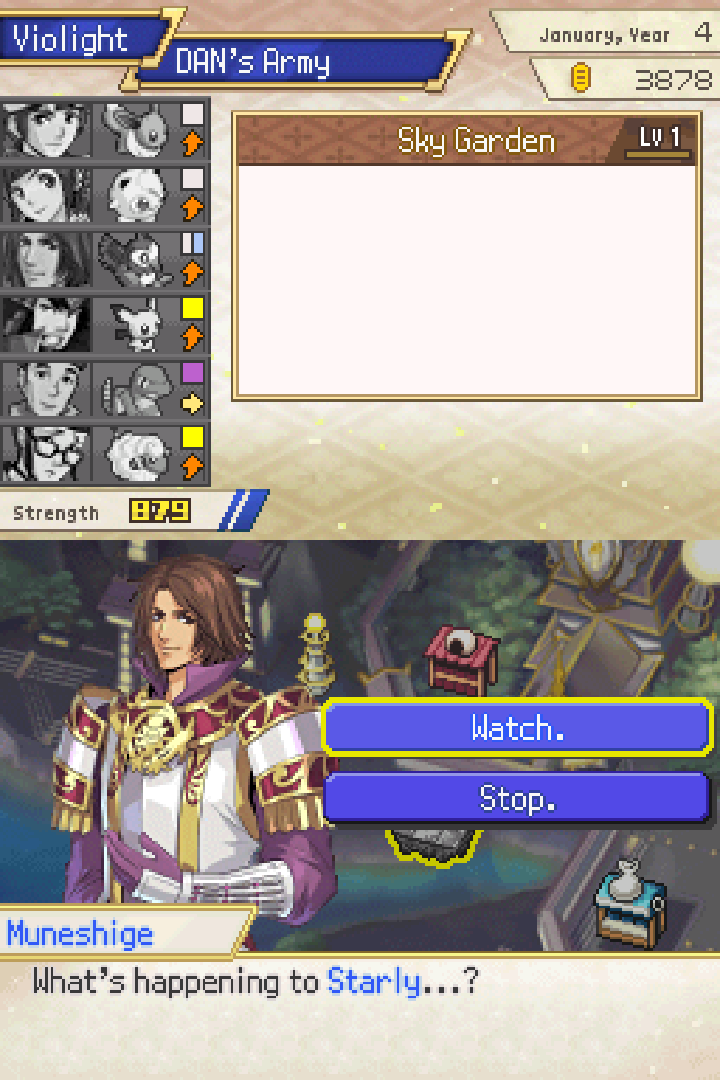 Violight
DAN's Army
January, Year 4
3878
Sky Garden
Lv 1
Strength 879
Watch.
Stop.
Muneshige
What's happening to Starly...?